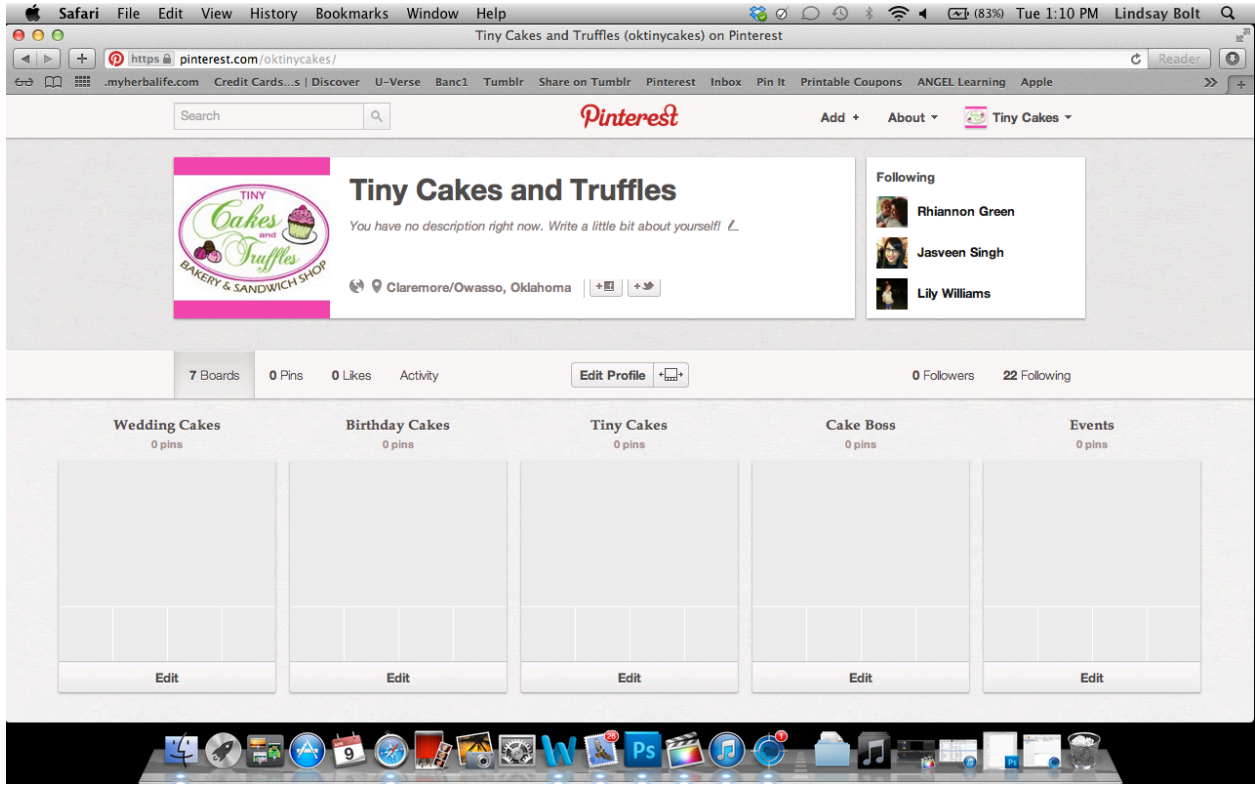 Safari File Edit View History Bookmarks Window Help (83%) Tue 1:10 PM Lindsay Bolt
Tiny Cakes and Truffles (oktinycakes) on Pinterest
https pinterest.com/oktinycakes/ Reader
.myherbalife.com Credit Cards...s | Discover U-Verse Banc1 Tumblr Share on Tumblr Pinterest Inbox Pin It Printable Coupons ANGEL Learning Apple
Search Pinterest Add + About Tiny Cakes
TINY
Cakes
and
Truffles
BAKERY & SANDWICH SHOP
Tiny Cakes and Truffles
You have no description right now. Write a little bit about yourself!
Claremore/Owasso, Oklahoma
Following
Rhiannon Green
Jasveen Singh
Lily Williams
7 Boards 0 Pins 0 Likes Activity Edit Profile 0 Followers 22 Following
Wedding Cakes Birthday Cakes Tiny Cakes Cake Boss Events
0 pins 0 pins 0 pins 0 pins 0 pins
Edit Edit Edit Edit Edit
9 W 26 Ps 1